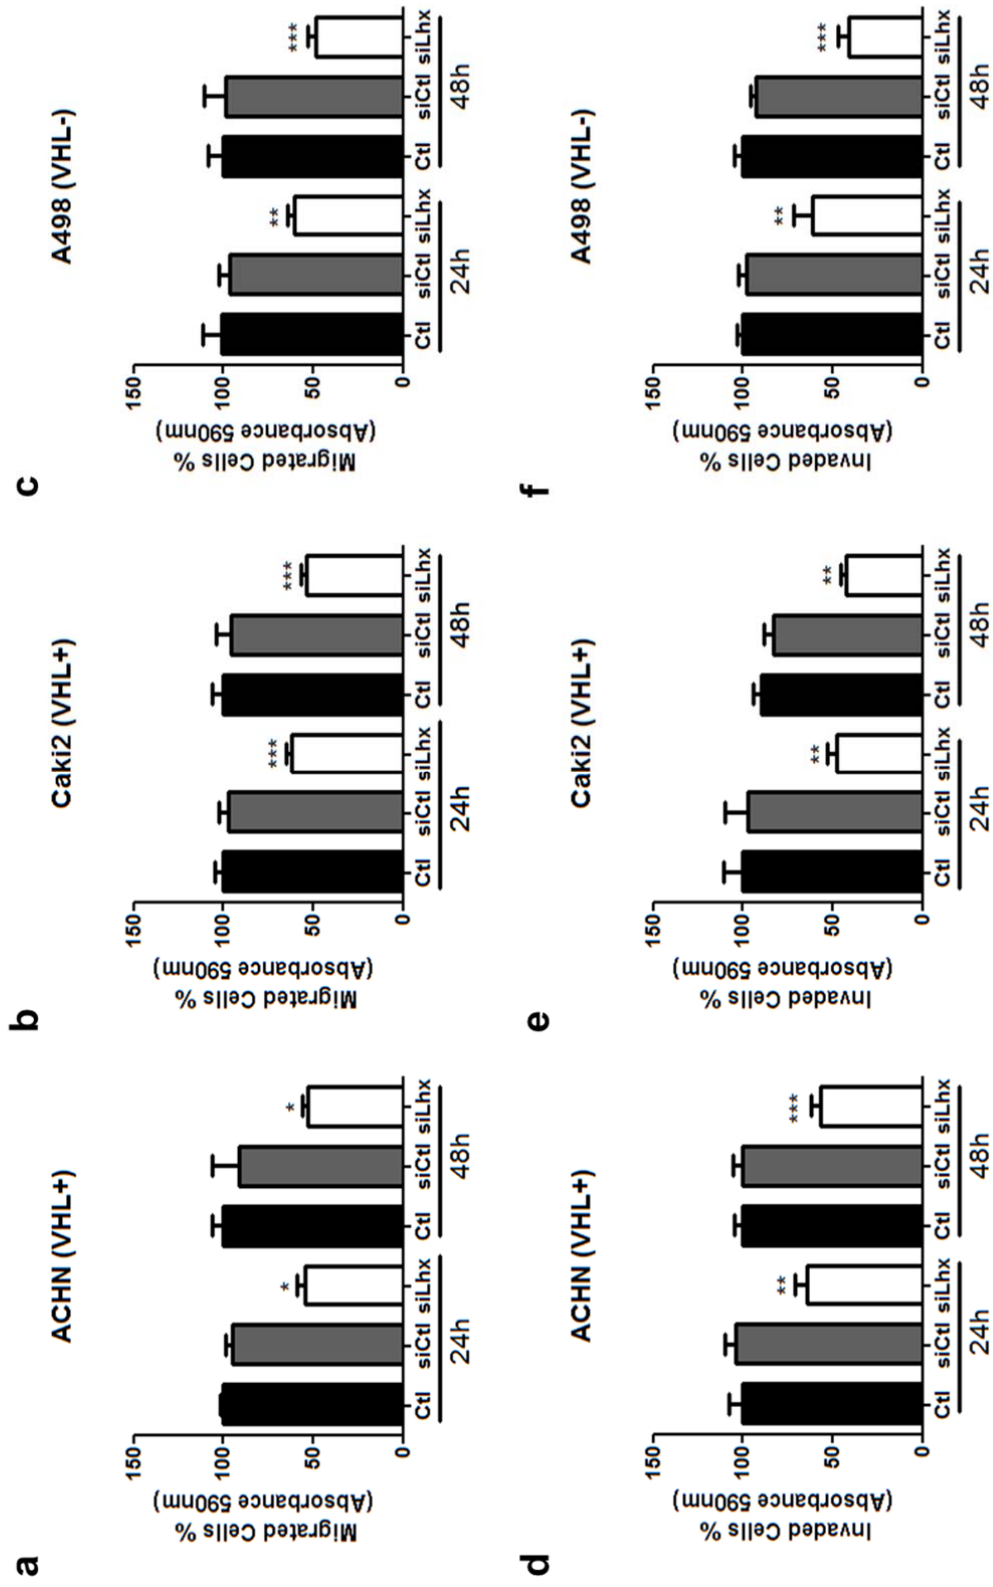 a
ACHN (VHL+)
Migrated Cells %
(Absorbance 590nm)
150
100
50
0
*
*
Ctl siCtl siLhx Ctl siCtl siLhx
24h 48h
b
Caki2 (VHL+)
Migrated Cells %
(Absorbance 590nm)
150
100
50
0
***
***
Ctl siCtl siLhx Ctl siCtl siLhx
24h 48h
c
A498 (VHL-)
Migrated Cells %
(Absorbance 590nm)
150
100
50
0
**
***
Ctl siCtl siLhx Ctl siCtl siLhx
24h 48h
d
ACHN (VHL+)
Invaded Cells %
(Absorbance 590nm)
150
100
50
0
**
***
Ctl siCtl siLhx Ctl siCtl siLhx
24h 48h
e
Caki2 (VHL+)
Invaded Cells %
(Absorbance 590nm)
150
100
50
0
**
**
Ctl siCtl siLhx Ctl siCtl siLhx
24h 48h
f
A498 (VHL-)
Invaded Cells %
(Absorbance 590nm)
150
100
50
0
**
***
Ctl siCtl siLhx Ctl siCtl siLhx
24h 48h